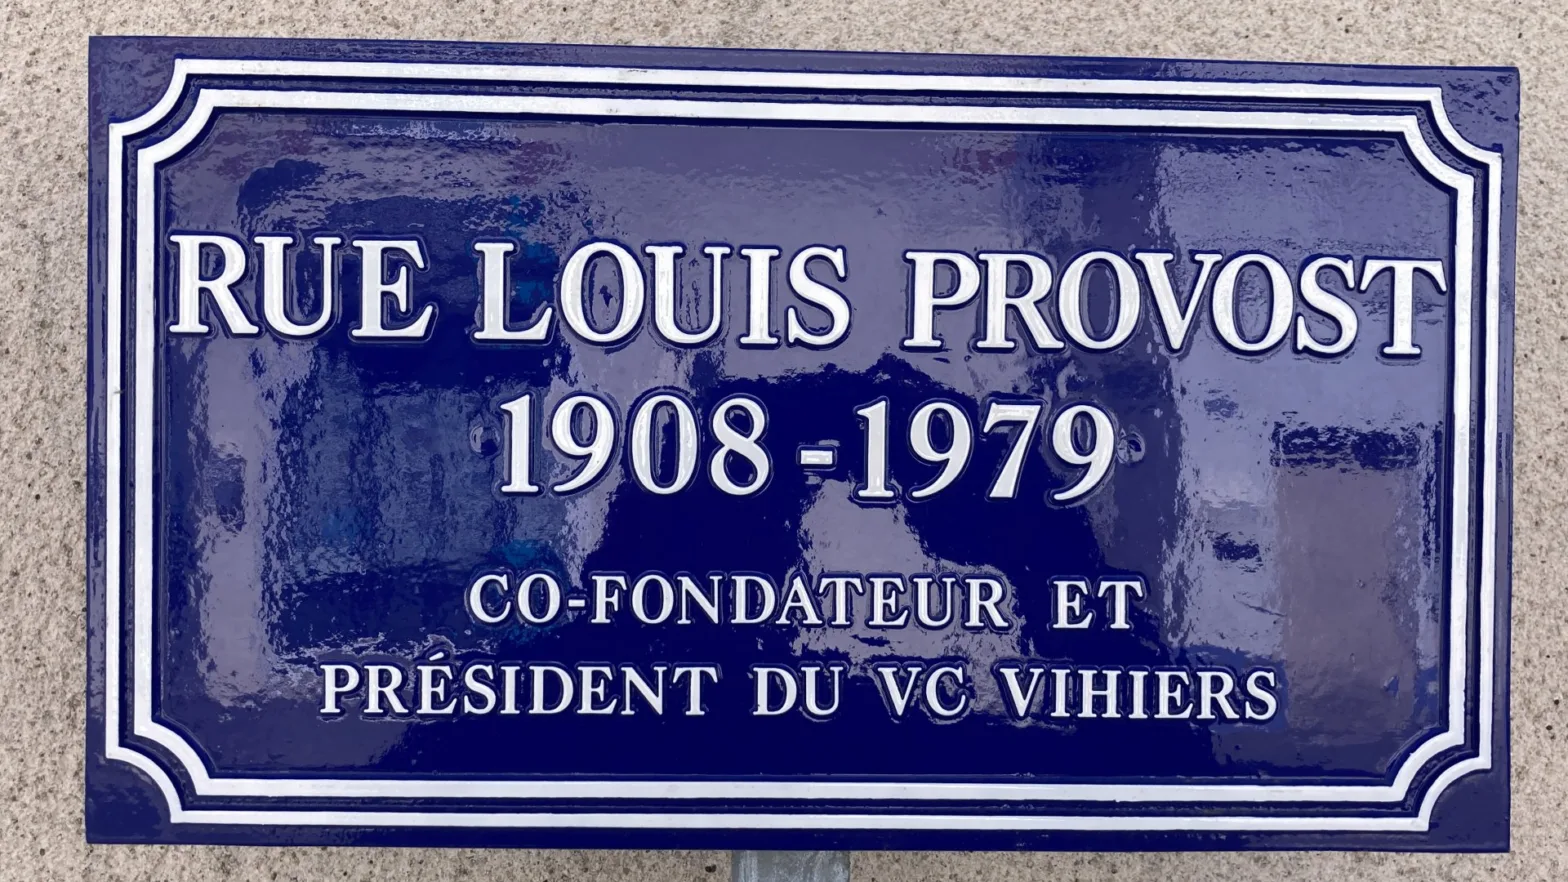 RUE LOUIS PROVOST
1908-1979
CO-FONDATEUR ET
PRÉSIDENT DU VC VIHIERS